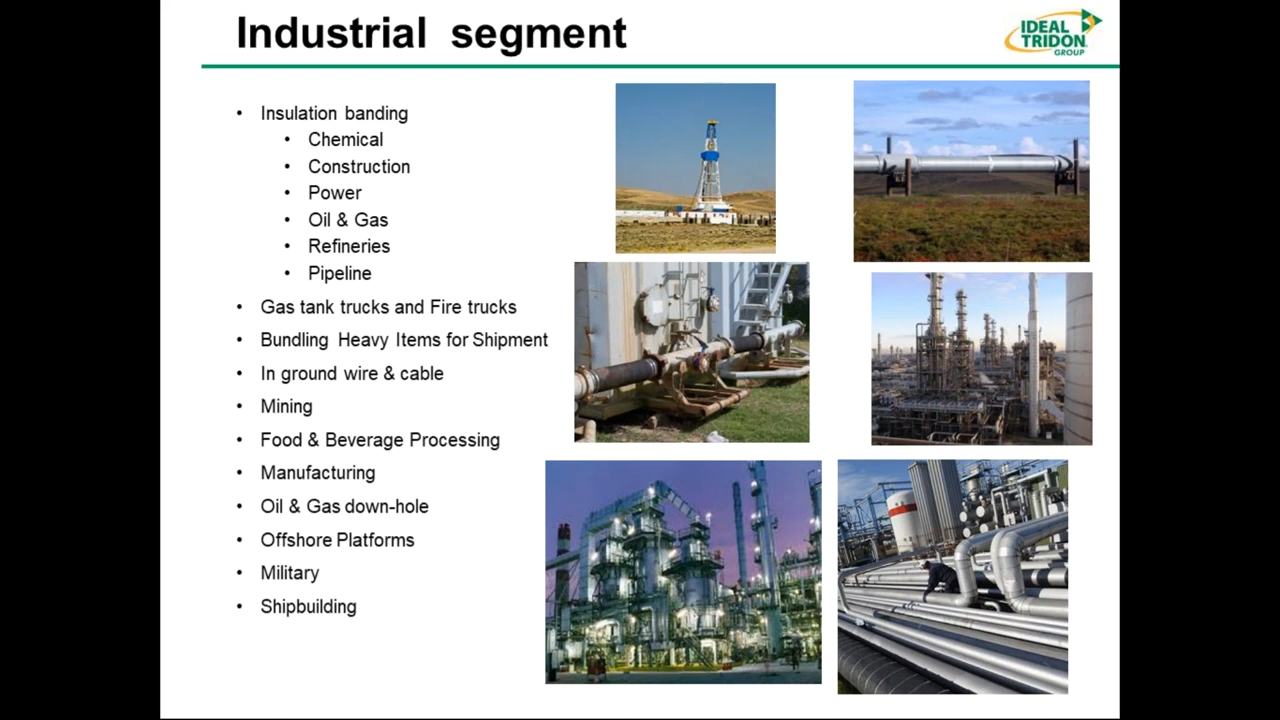 Industrial segment
IDEAL
TRIDON
GROUP
Insulation banding
Chemical
Construction
Power
Oil & Gas
Refineries
Pipeline
Gas tank trucks and Fire trucks
Bundling Heavy Items for Shipment
In ground wire & cable
Mining
Food & Beverage Processing
Manufacturing
Oil & Gas down-hole
Offshore Platforms
Military
Shipbuilding